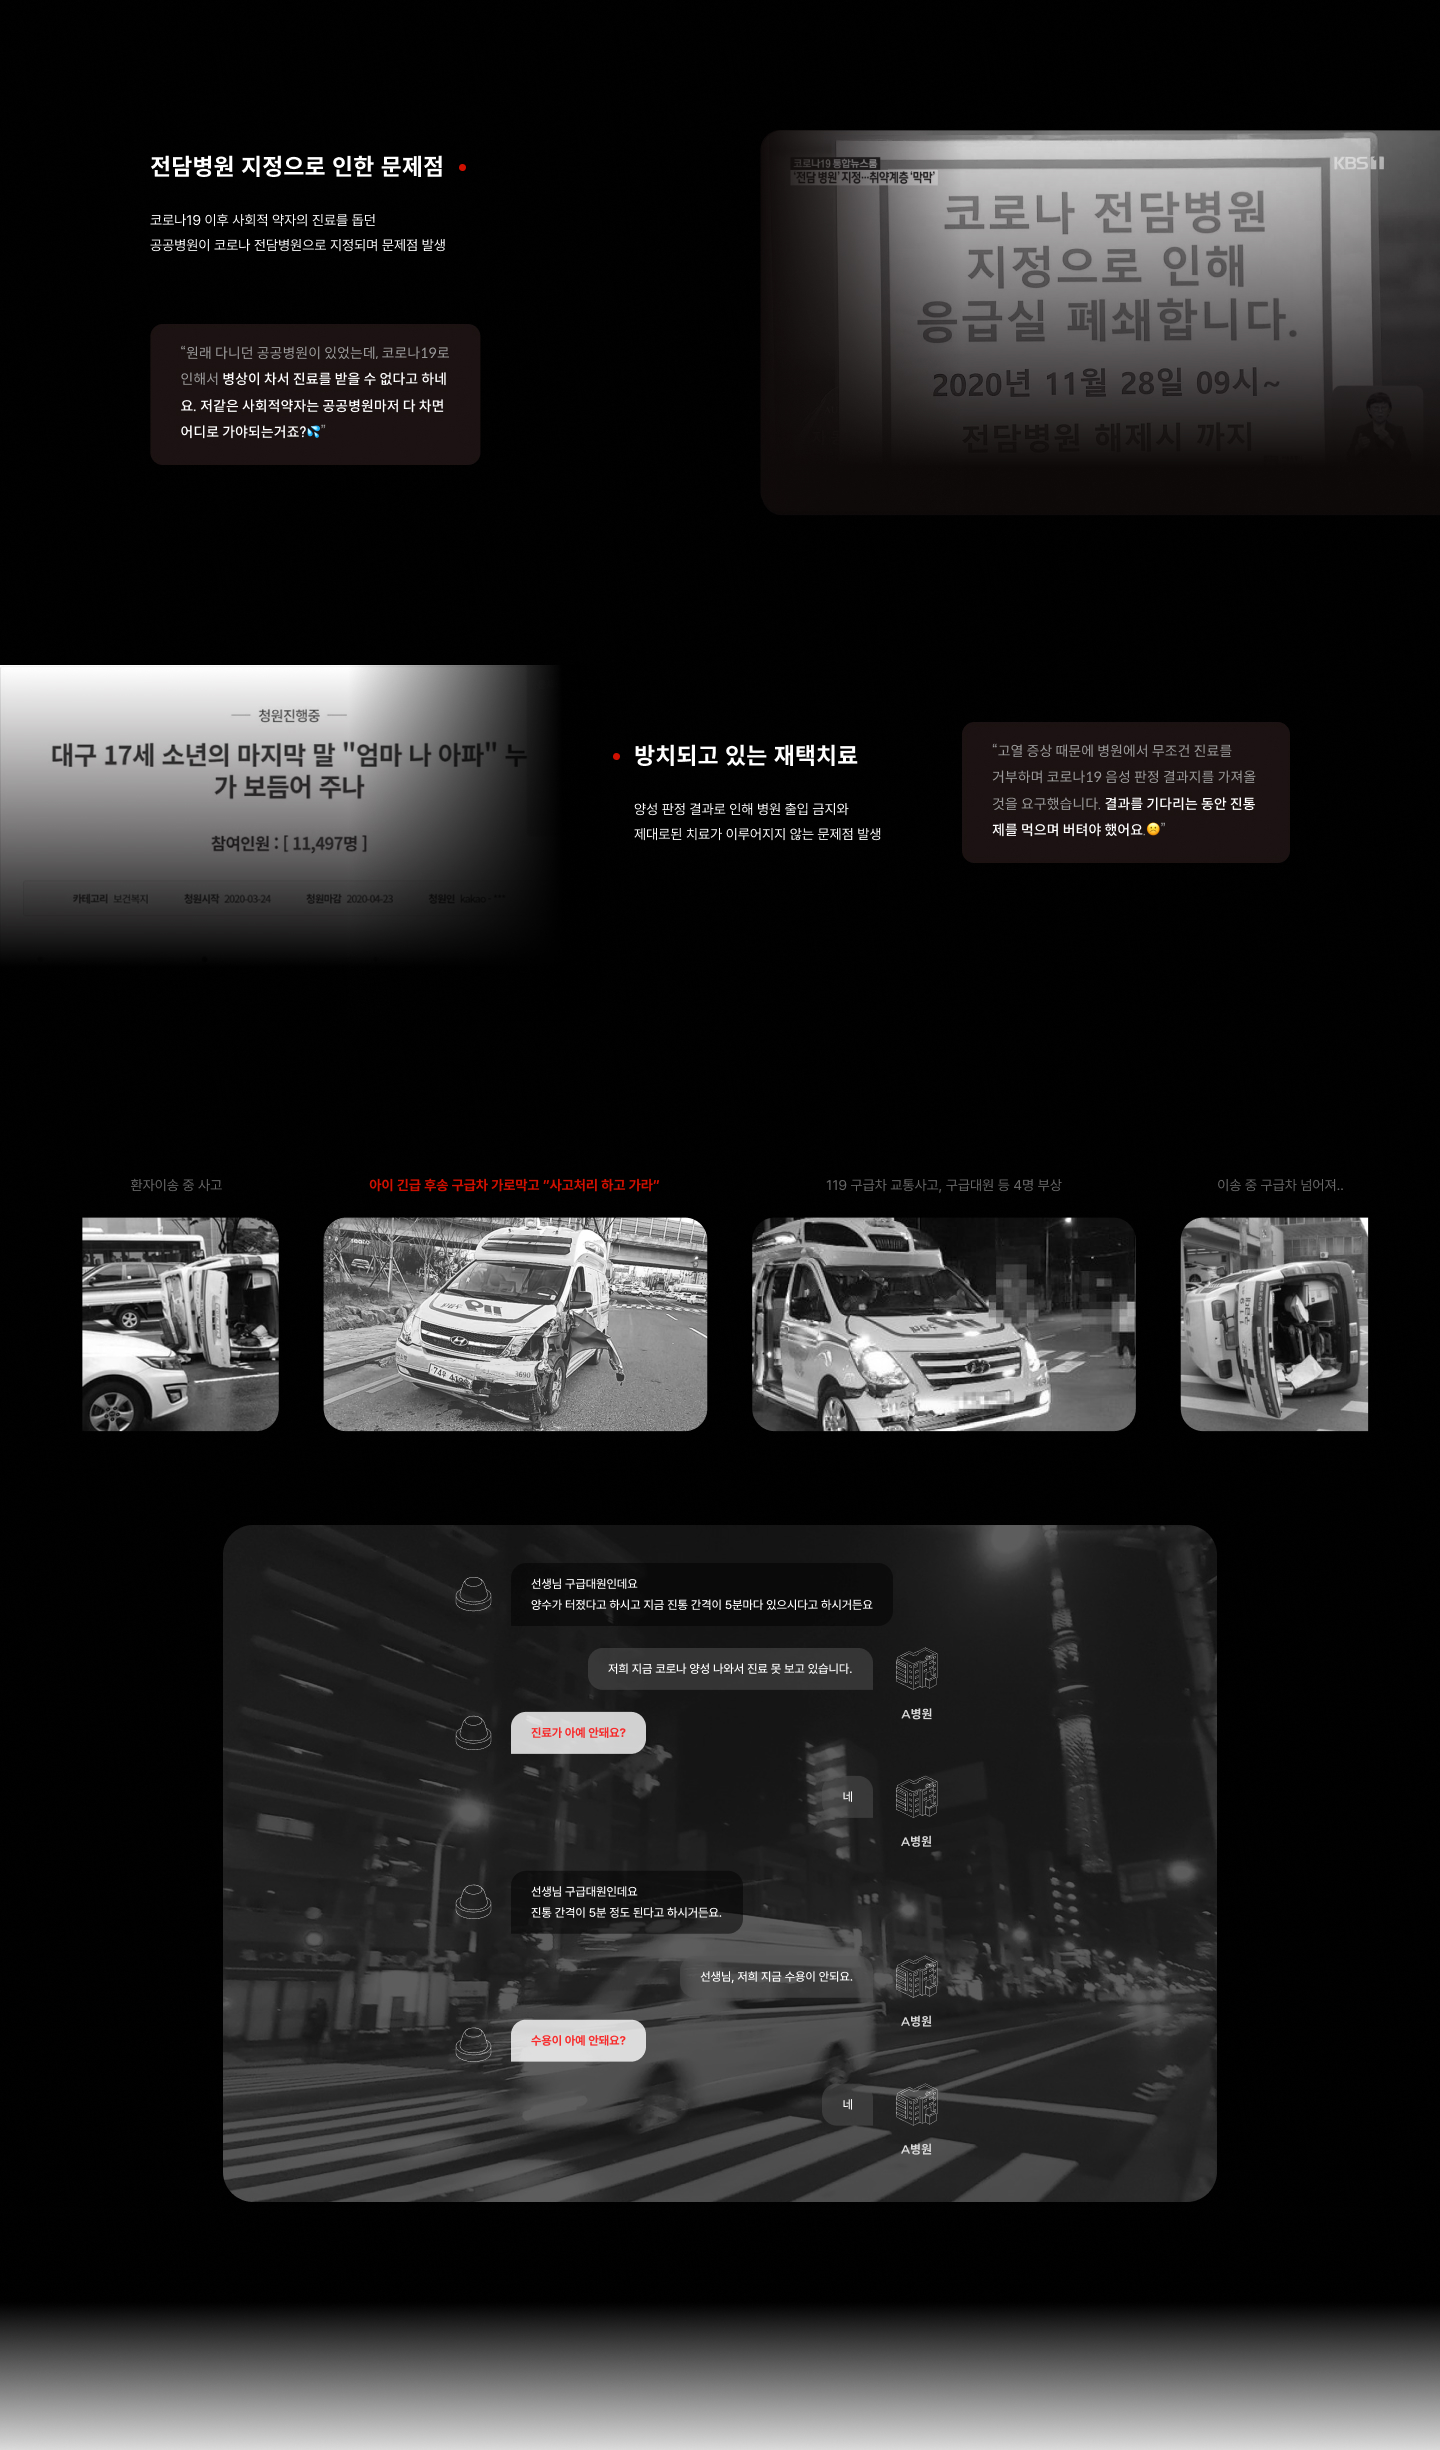 전담병원 지정으로 인한 문제점
코로나19 이후 사회적 약자의 진료를 돕던
공공병원이 코로나 전담병원으로 지정되며 문제점 발생
“원래 다니던 공공병원이 있었는데, 코로나19로
인해서 병상이 차서 진료를 받을 수 없다고 하네
요. 저같은 사회적약자는 공공병원마저 다 차면
어디로 가야되는거죠?💦”
코로나19 통합뉴스룸
‘전담 병원’ 지정…취약계층 ‘막막’
KBS 1
코로나 전담병원
지정으로 인해
응급실 폐쇄합니다.
2020년 11월 28일 09시~
전담병원 해제시 까지
청원진행중
대구 17세 소년의 마지막 말 "엄마 나 아파" 누
가 보듬어 주나
참여인원 : [ 11,497명 ]
카테고리 보건복지 청원시작 2020-03-24 청원마감 2020-04-23 청원인 kakao - ***
방치되고 있는 재택치료
양성 판정 결과로 인해 병원 출입 금지와
제대로된 치료가 이루어지지 않는 문제점 발생
“고열 증상 때문에 병원에서 무조건 진료를
거부하며 코로나19 음성 판정 결과지를 가져올
것을 요구했습니다. 결과를 기다리는 동안 진통
제를 먹으며 버텨야 했어요.😕”
환자이송 중 사고
아이 긴급 후송 구급차 가로막고 “사고처리 하고 가라”
119 구급차 교통사고, 구급대원 등 4명 부상
이송 중 구급차 넘어져..
3690
선생님 구급대원인데요
양수가 터졌다고 하시고 지금 진통 간격이 5분마다 있으시다고 하시거든요
저희 지금 코로나 양성 나와서 진료 못 보고 있습니다.
A병원
진료가 아예 안돼요?
네
A병원
선생님 구급대원인데요
진통 간격이 5분 정도 된다고 하시거든요.
선생님, 저희 지금 수용이 안되요.
A병원
수용이 아예 안돼요?
네
A병원